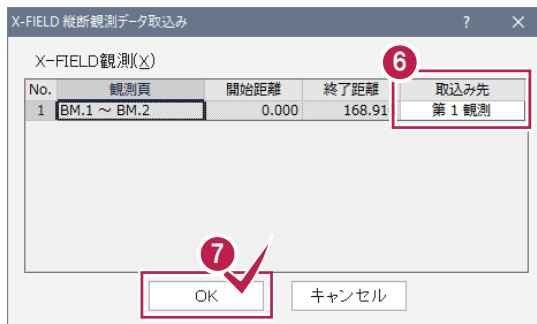 X-FIELD 縦断観測データ取込み ? ×
X-FIELD観測(X)
6
No. 観測頁 開始距離 終了距離 取込み先
1 BM.1 ～ BM.2 0.000 168.916 第1観測
7
OK キャンセル